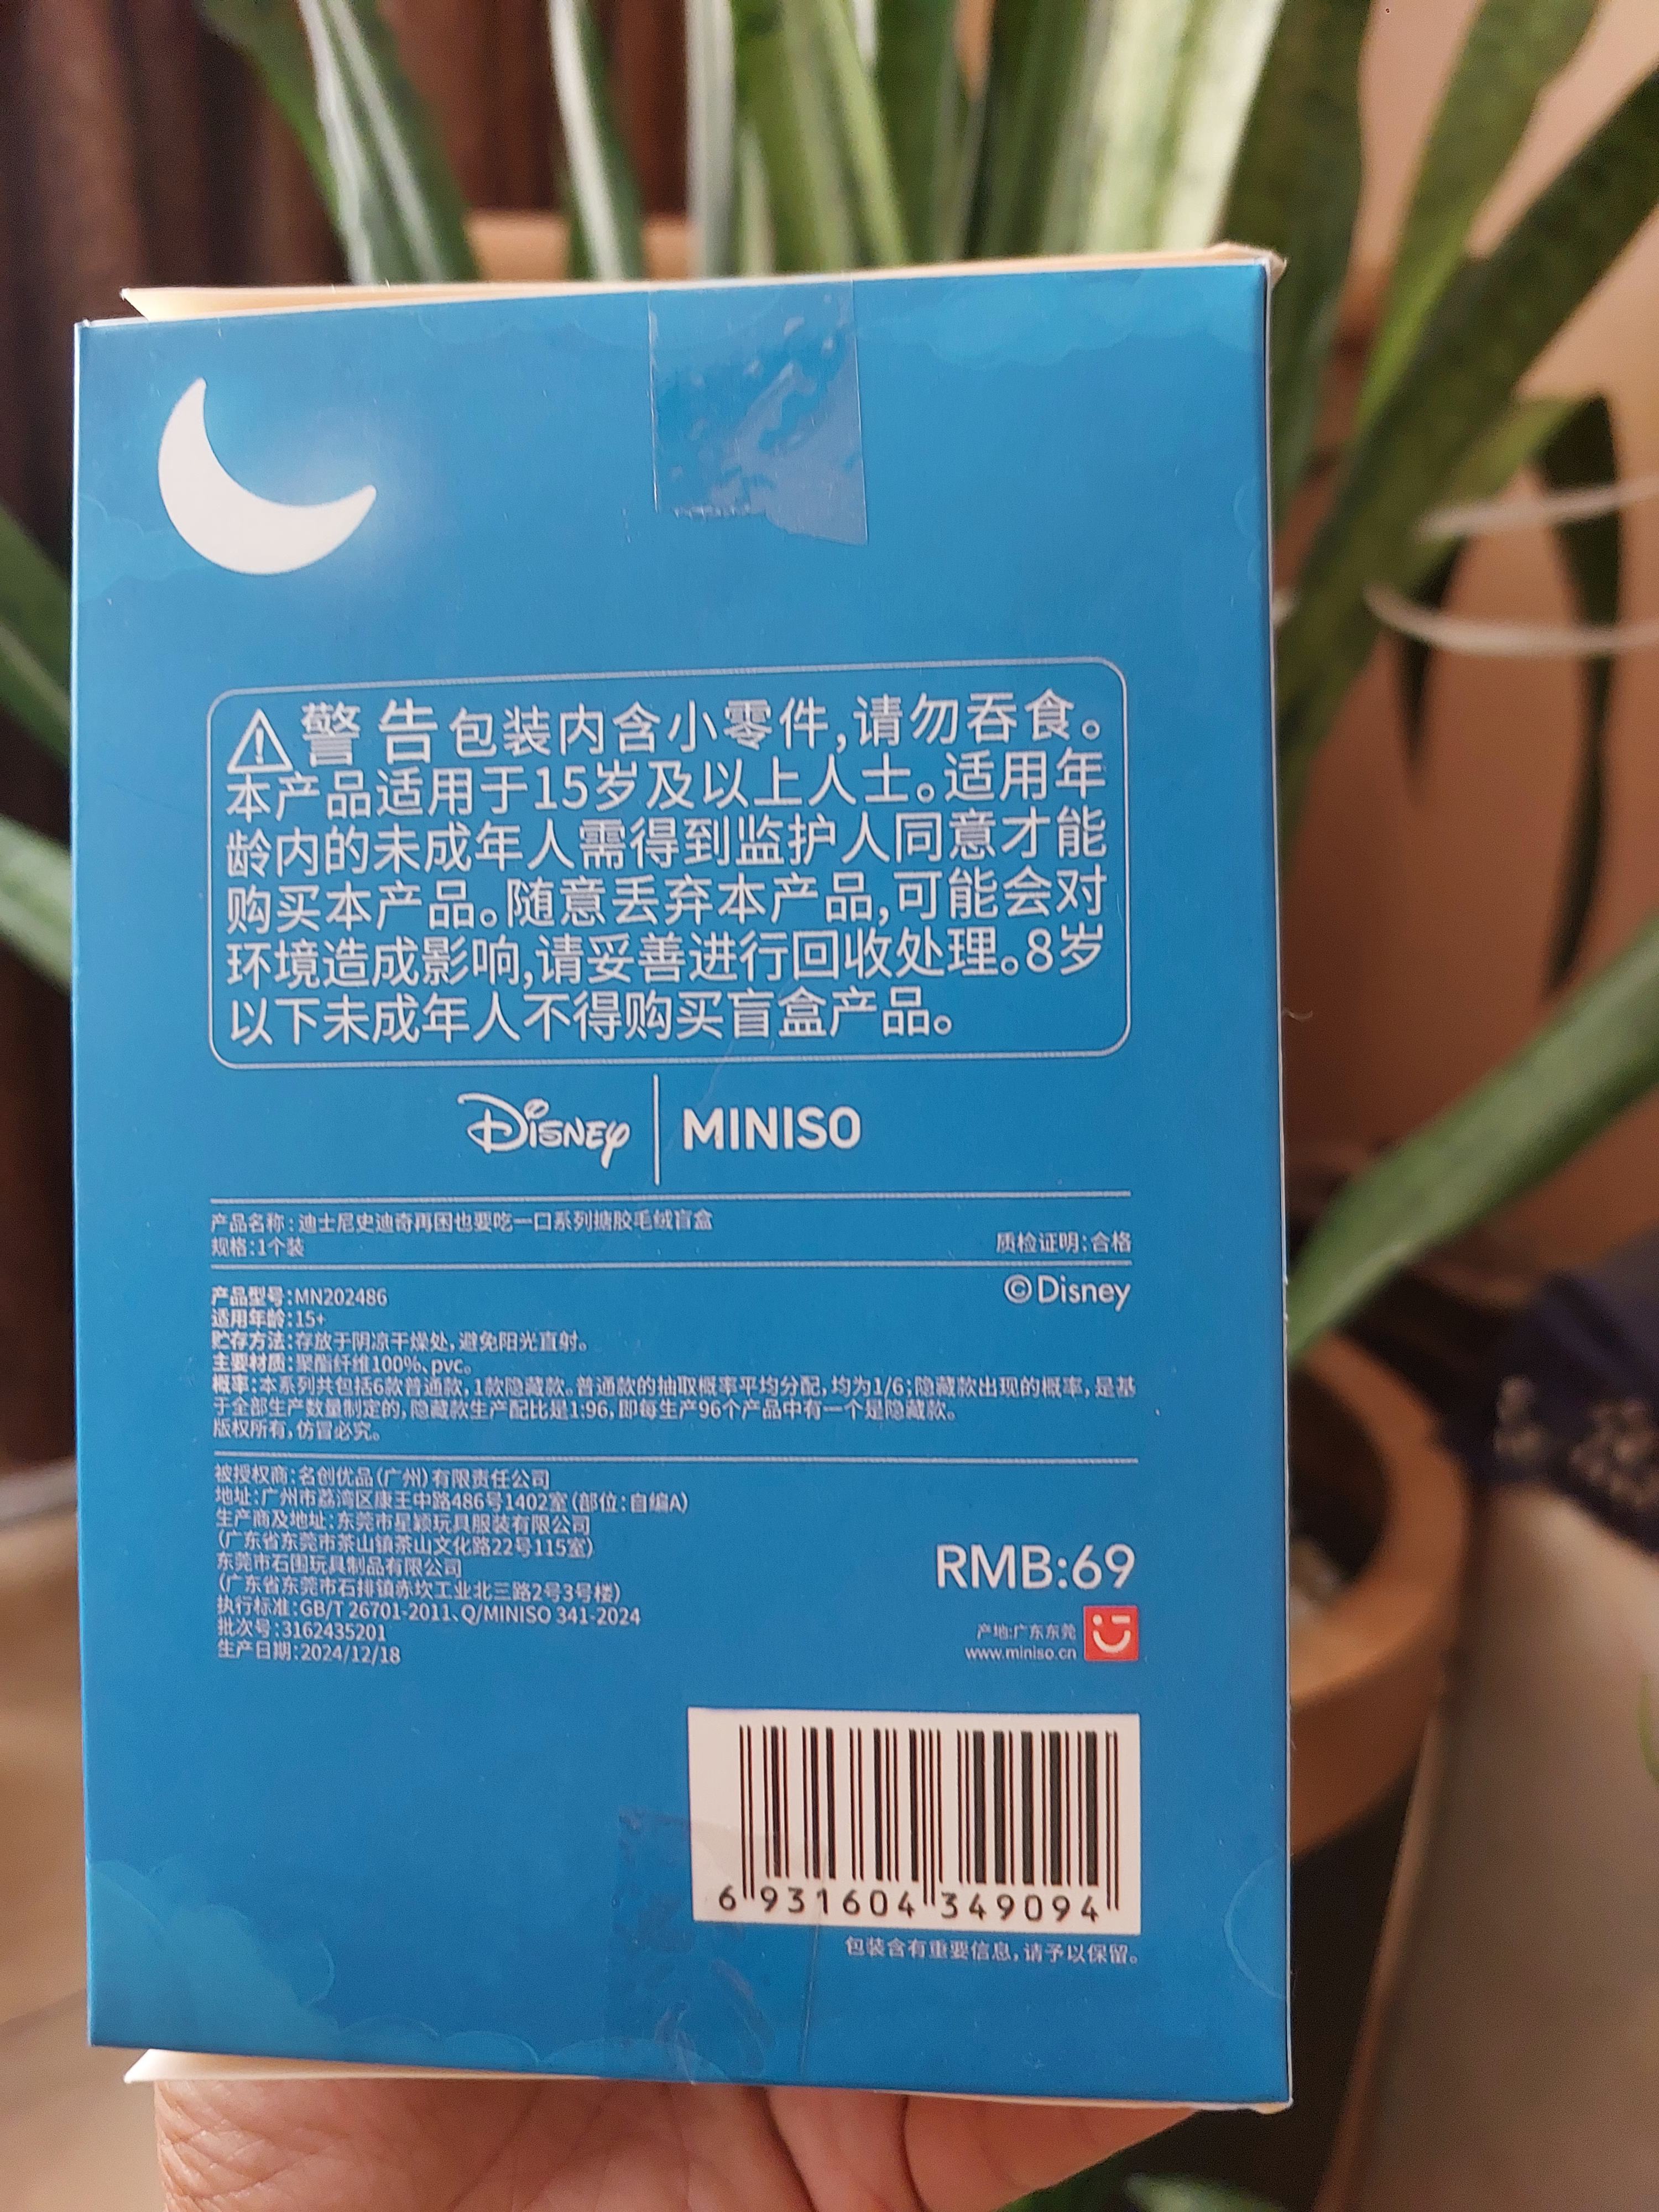 警告 包装内含小零件,请勿吞食。
本产品适用于15岁及以上人士。适用年
龄内的未成年人需得到监护人同意才能
购买本产品。随意丢弃本产品,可能会对
环境造成影响,请妥善进行回收处理。8岁
以下未成年人不得购买盲盒产品。
Disney | MINISO
产品名称:迪士尼史迪奇再困也要吃一口系列搪胶毛绒盲盒
规格:1个装
质检证明:合格
©Disney
产品型号:MN202486
适用年龄:15+
贮存方法:存放于阴凉干燥处,避免阳光直射。
主要材质:聚酯纤维100%、pvc。
概率:本系列共包括6款普通款,1款隐藏款。普通款的抽取概率平均分配,均为1/6;隐藏款出现的概率,是基
于全部生产数量制定的,隐藏款生产配比是1:96,即每生产96个产品中有一个是隐藏款。
版权所有,仿冒必究。
被授权商:名创优品(广州)有限责任公司
地址:广州市荔湾区康王中路486号1402室(部位:自编A)
生产商及地址:东莞市星颖玩具服装有限公司
(广东省东莞市茶山镇茶山文化路22号115室)
东莞市石围玩具制品有限公司
(广东省东莞市石排镇赤坎工业北三路2号3号楼)
执行标准:GB/T 26701-2011、Q/MINISO 341-2024
批次号:3162435201
生产日期:2024/12/18
RMB:69
产地:广东东莞
www.miniso.cn
6 931604 349094
包装含有重要信息,请予以保留。